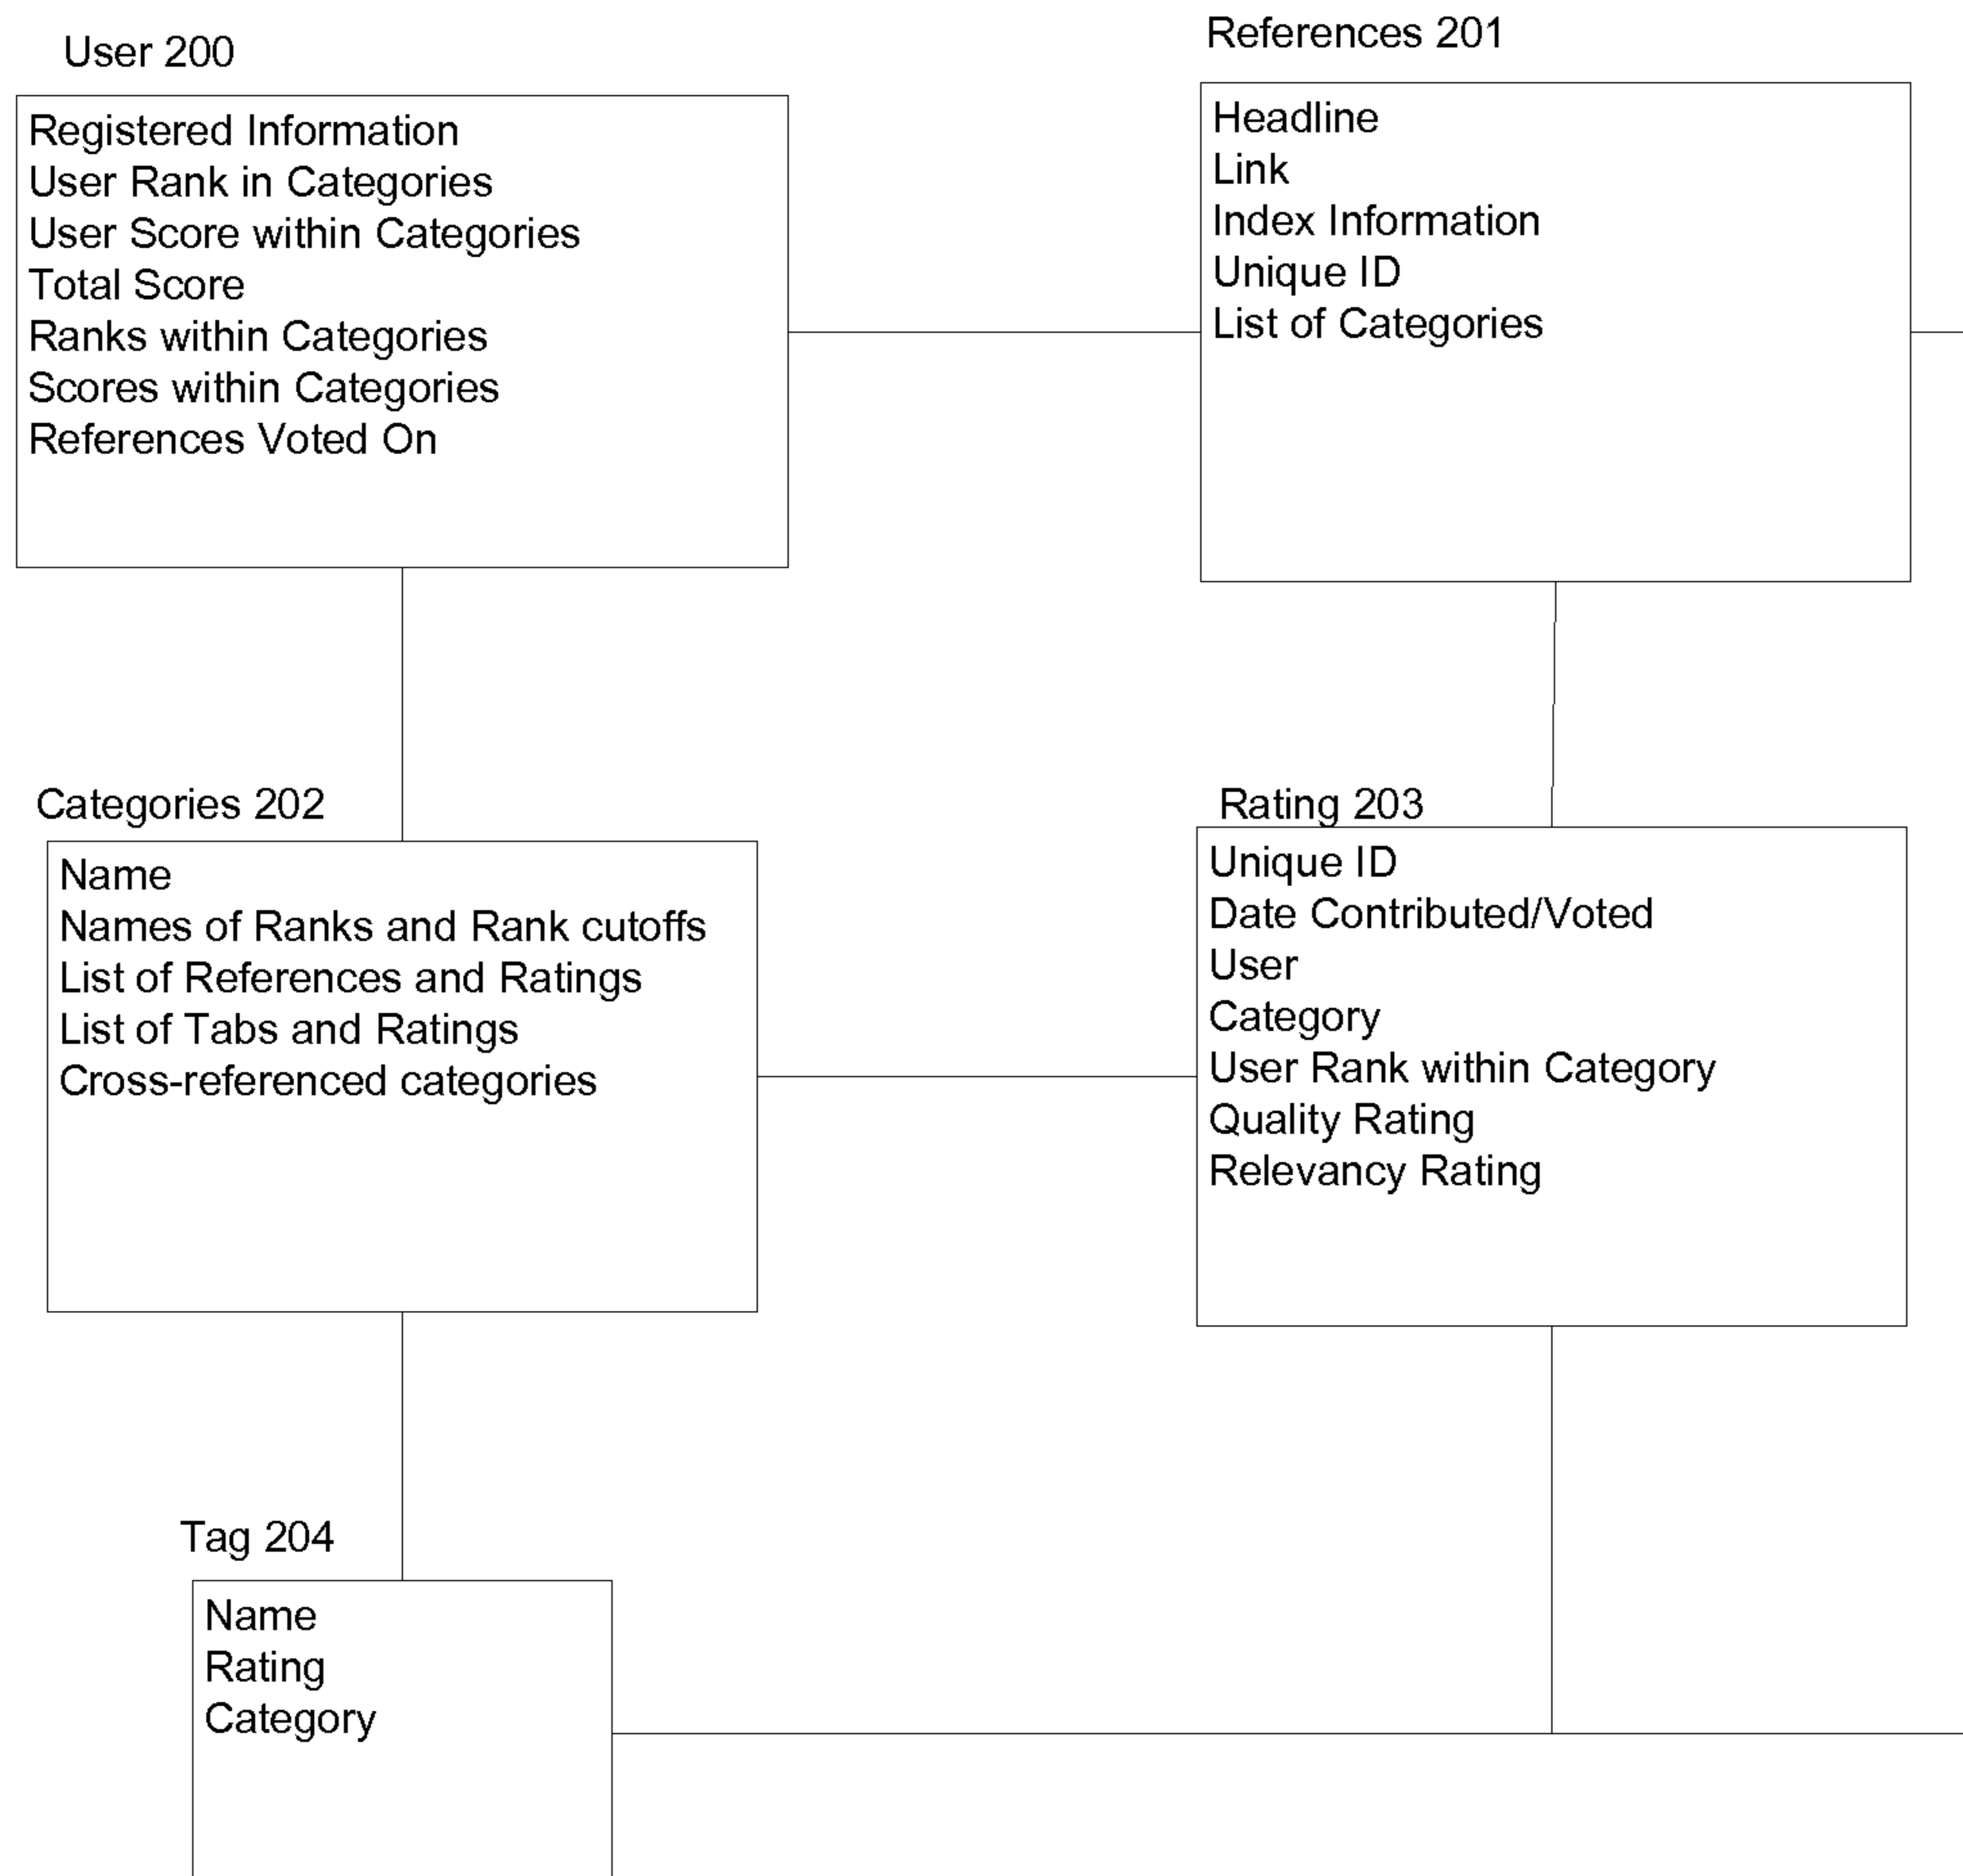 User 200
Registered Information
User Rank in Categories
User Score within Categories
Total Score
Ranks within Categories
Scores within Categories
References Voted On
References 201
Headline
Link
Index Information
Unique ID
List of Categories
Categories 202
Name
Names of Ranks and Rank cutoffs
List of References and Ratings
List of Tabs and Ratings
Cross-referenced categories
Rating 203
Unique ID
Date Contributed/Voted
User
Category
User Rank within Category
Quality Rating
Relevancy Rating
Tag 204
Name
Rating
Category